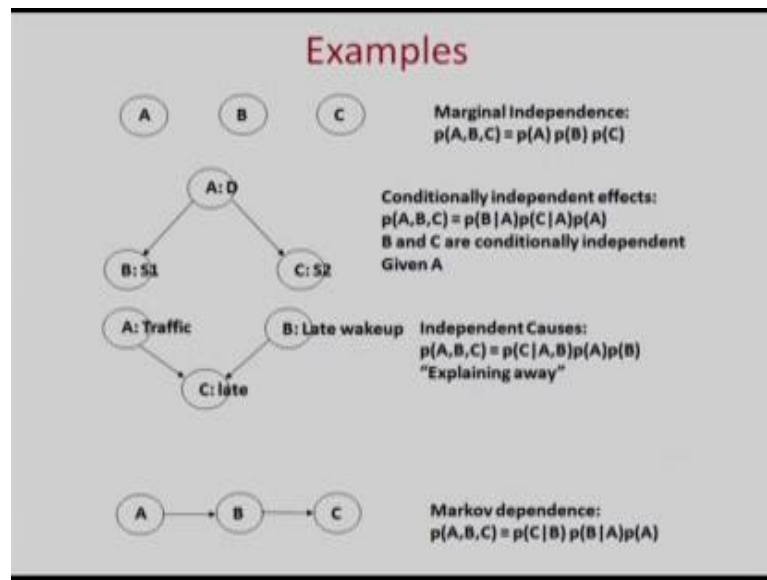 Examples
A
B
C
Marginal Independence:
p(A,B,C) = p(A) p(B) p(C)
A: D
Conditionally independent effects:
p(A,B,C) = p(B|A)p(C|A)p(A)
B and C are conditionally independent
Given A
B: S1
C: S2
A: Traffic
B: Late wakeup
Independent Causes:
p(A,B,C) = p(C|A,B)p(A)p(B)
"Explaining away"
C: late
A
B
C
Markov dependence:
p(A,B,C) = p(C|B) p(B|A)p(A)